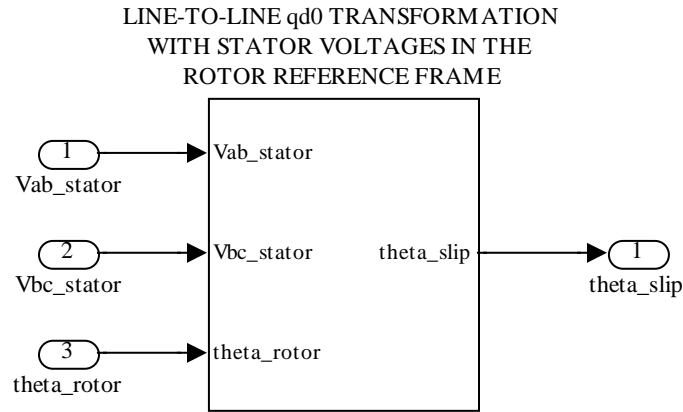 LINE-TO-LINE qd0 TRANSFORMATION
WITH STATOR VOLTAGES IN THE
ROTOR REFERENCE FRAME
1
Vab_stator
Vab_stator
2
Vbc_stator
Vbc_stator
theta_slip
1
theta_slip
3
theta_rotor
theta_rotor